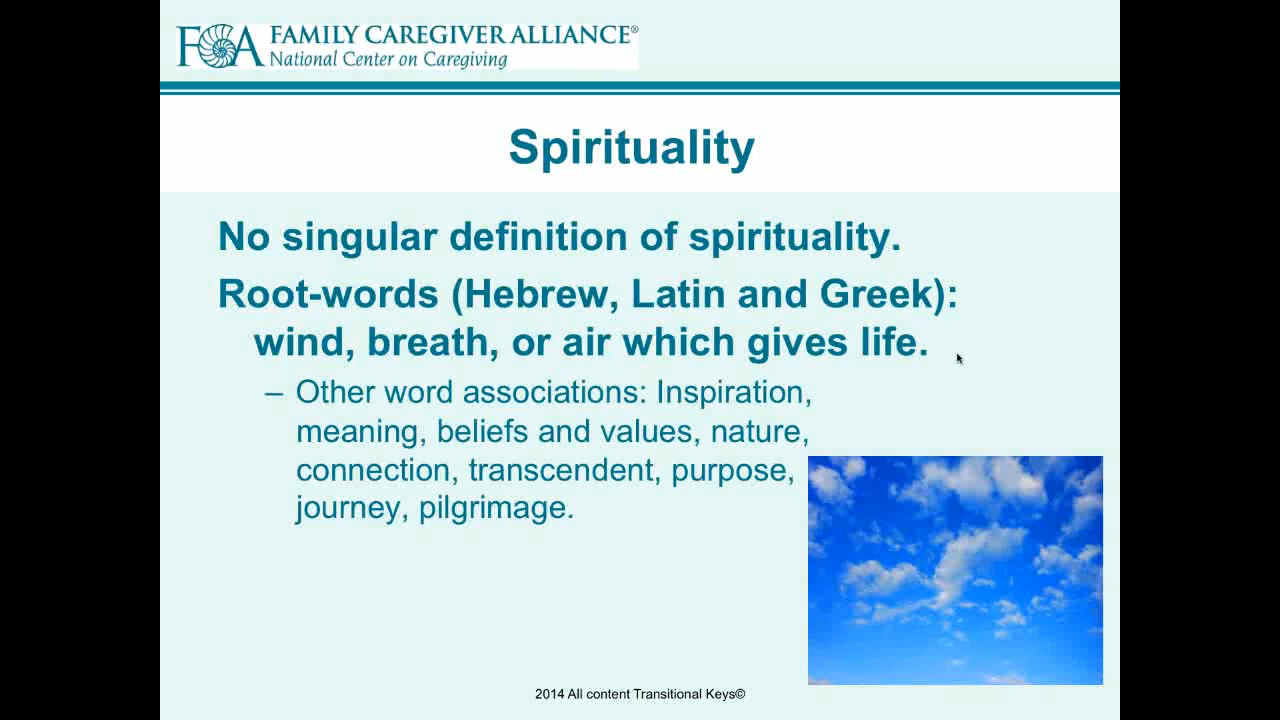 FCA FAMILY CAREGIVER ALLIANCE®
National Center on Caregiving
Spirituality
No singular definition of spirituality.
Root-words (Hebrew, Latin and Greek):
wind, breath, or air which gives life.
– Other word associations: Inspiration,
meaning, beliefs and values, nature,
connection, transcendent, purpose,
journey, pilgrimage.
2014 All content Transitional Keys©